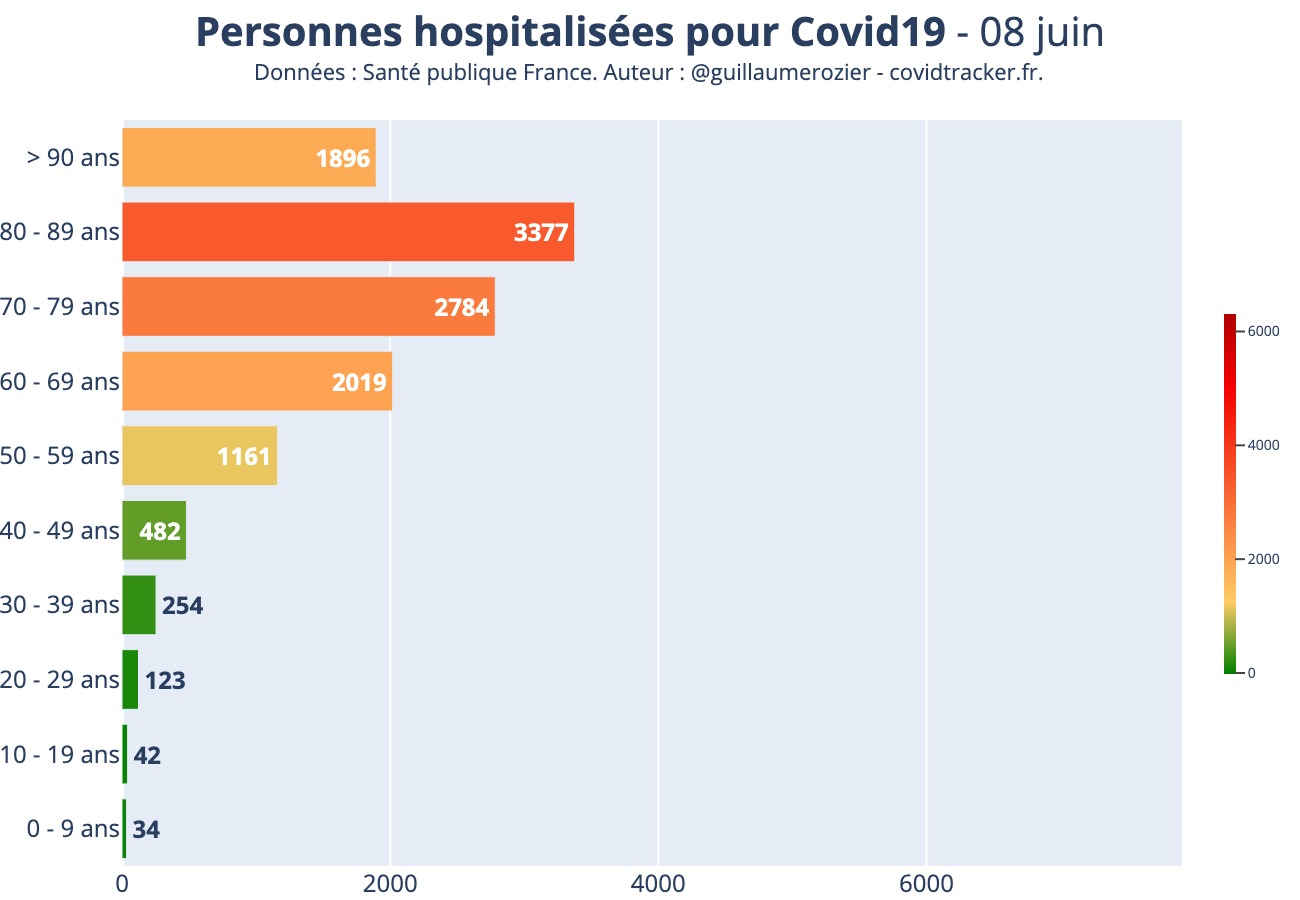 Personnes hospitalisées pour Covid19 - 08 juin
Données : Santé publique France. Auteur : @guillaumerozier - covidtracker.fr.
> 90 ans 1896
80 - 89 ans 3377
70 - 79 ans 2784
60 - 69 ans 2019
50 - 59 ans 1161
40 - 49 ans 482
30 - 39 ans 254
20 - 29 ans 123
10 - 19 ans 42
0 - 9 ans 34
0 2000 4000 6000
6000
4000
2000
0